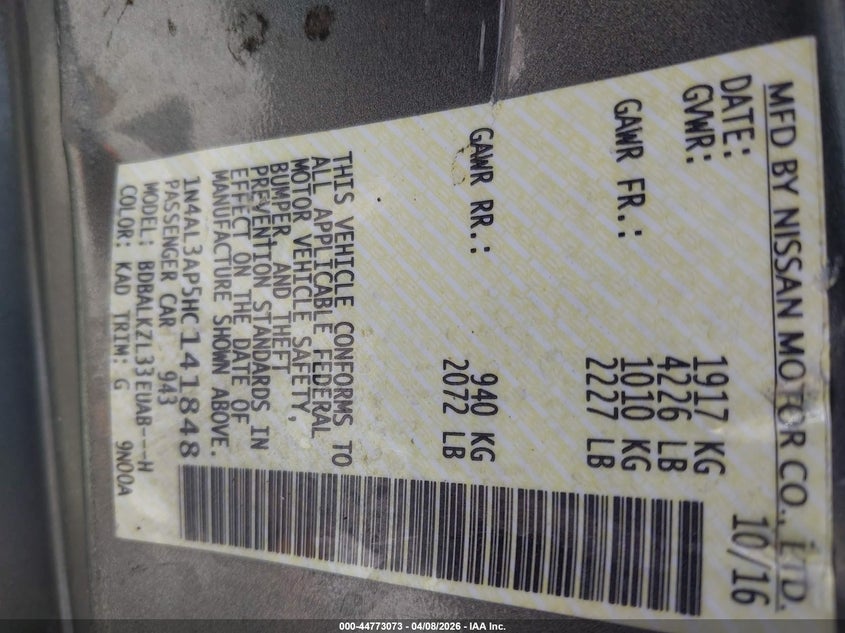 MFD BY NISSAN MOTOR CO., LTD.
DATE: 10/16
GVWR: 1917 KG
4226 LB
GAWR FR.: 1010 KG
2227 LB
GAWR RR.: 940 KG
2072 LB
THIS VEHICLE CONFORMS TO
ALL APPLICABLE FEDERAL
MOTOR VEHICLE SAFETY,
BUMPER, AND THEFT
PREVENTION STANDARDS IN
EFFECT ON THE DATE OF
MANUFACTURE SHOWN ABOVE.
1N4AL3AP5HC141848
PASSENGER CAR 943
MODEL: BDBALKZL33EUAB---H
COLOR: KAD TRIM: G 9N00A
000-44773073 - 04/08/2026 - IAA Inc.